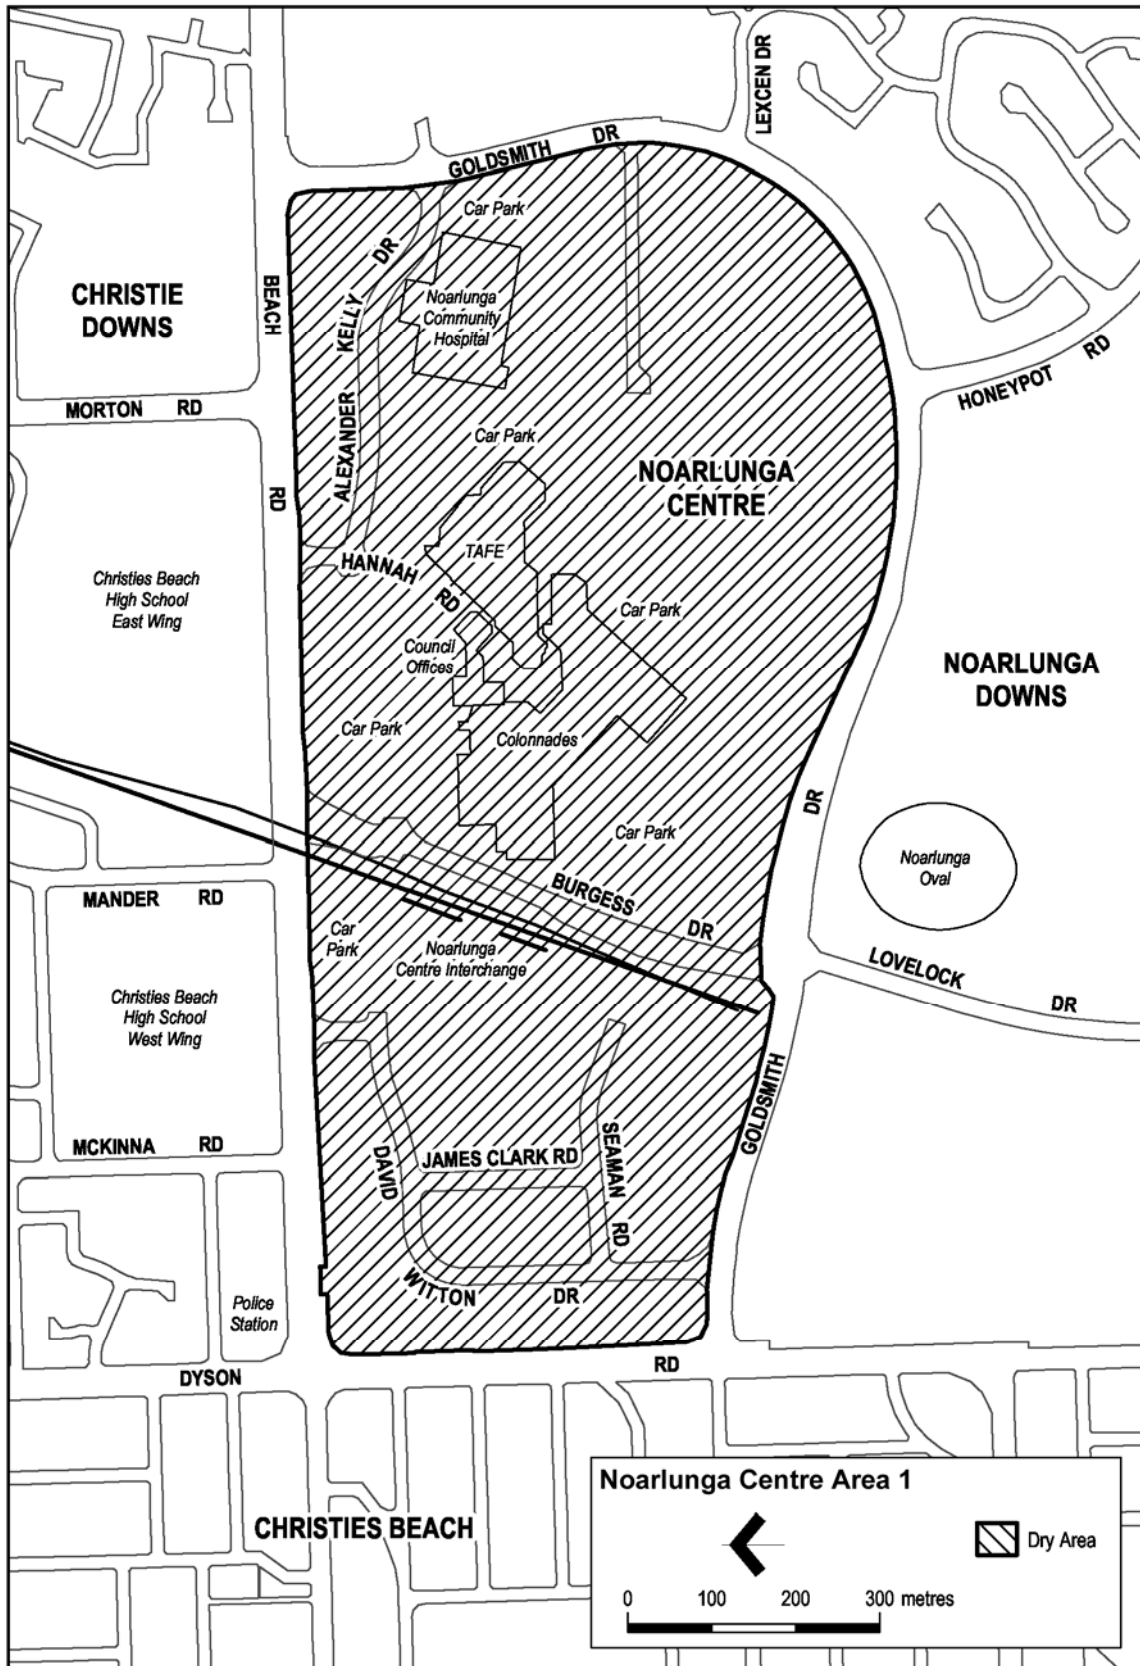 LEXCEN DR
GOLDSMITH DR
Car Park
CHRISTIE
DOWNS
BEACH
RD
ALEXANDER KELLY DR
Noarlunga
Community
Hospital
HONEYPOT RD
MORTON RD
Car Park
NOARLUNGA
CENTRE
HANNAH RD
TAFE
Christies Beach
High School
East Wing
Car Park
Council
Offices
NOARLUNGA
DOWNS
Car Park
Colonnades
DR
Car Park
Noarlunga
Oval
MANDER RD
BURGESS DR
Car
Park
Noarlunga
Centre Interchange
LOVELOCK DR
Christies Beach
High School
West Wing
GOLDSMITH
MCKINNA RD
DAVID
JAMES CLARK RD
SEAMAN RD
WITTON DR
Police
Station
DYSON RD
CHRISTIES BEACH
Noarlunga Centre Area 1
Dry Area
0 100 200 300 metres